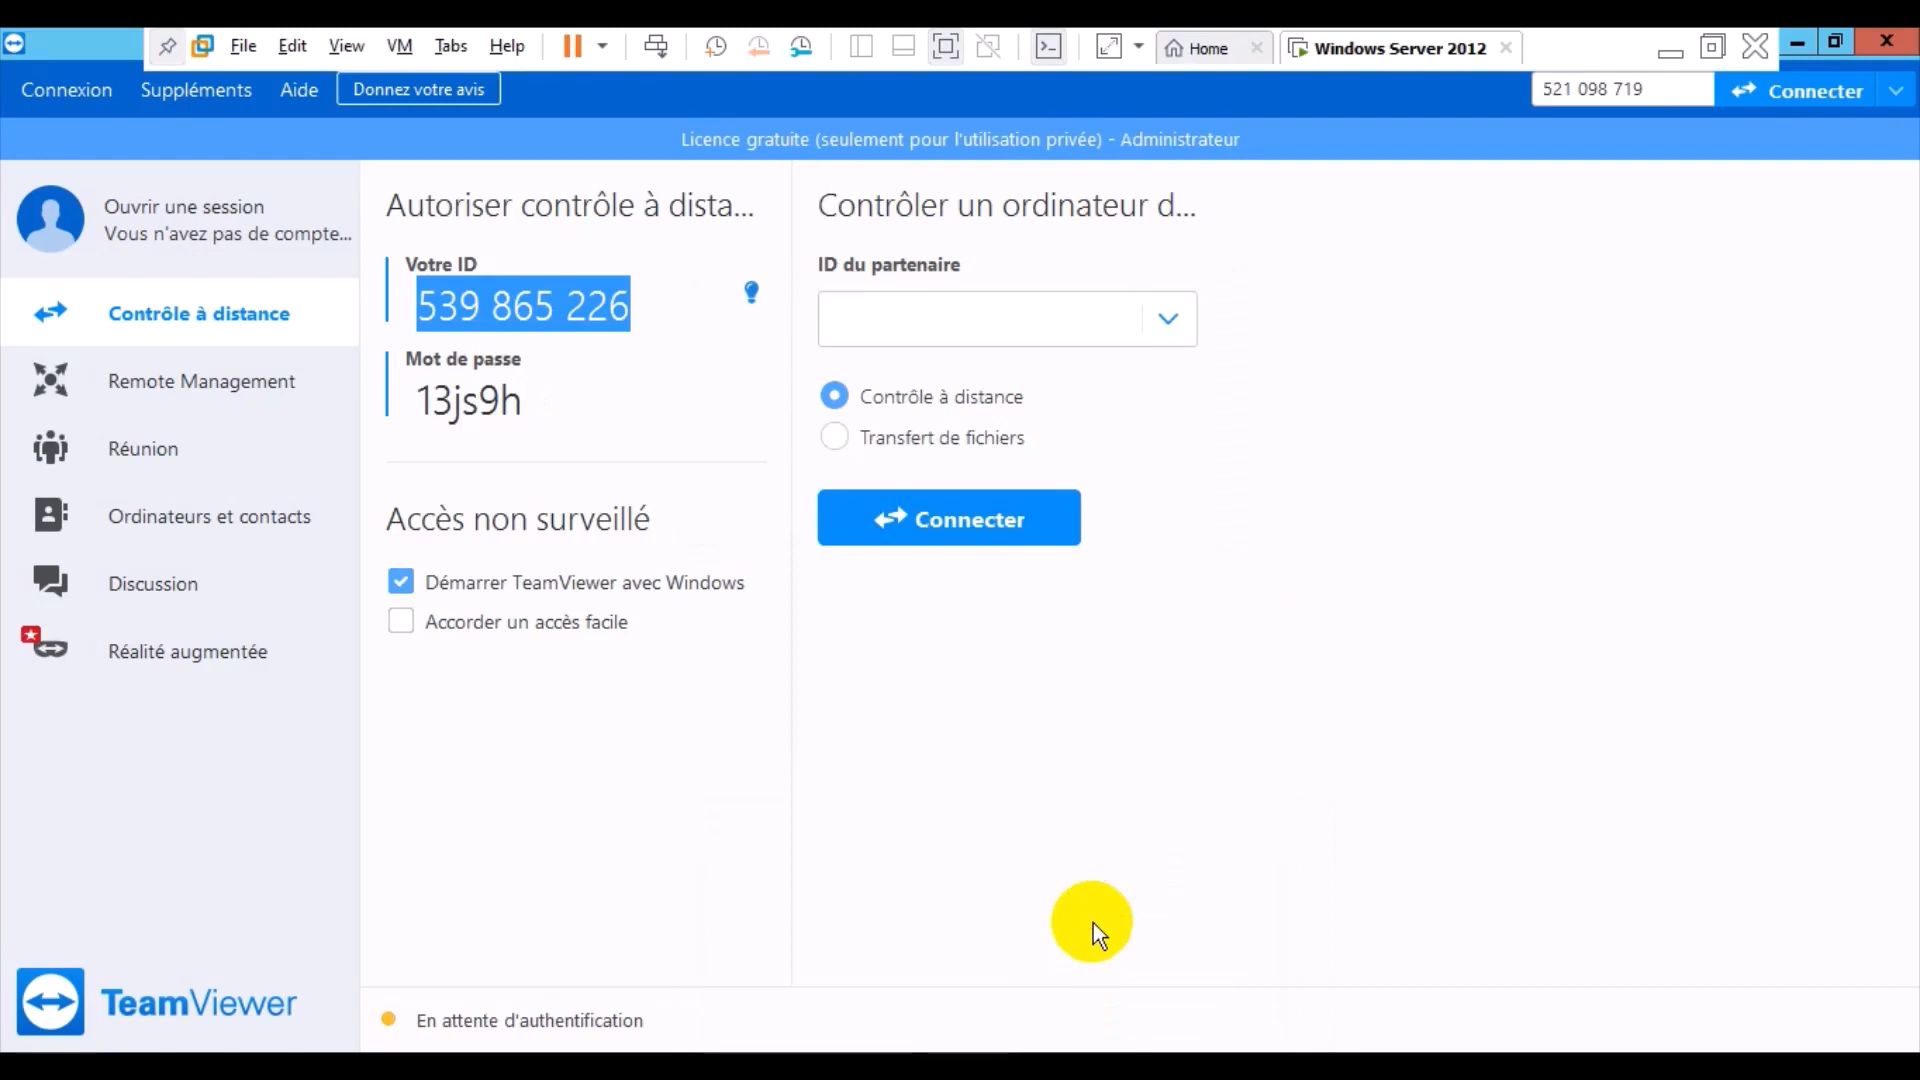 File Edit View VM Tabs Help Home Windows Server 2012
Connexion Suppléments Aide Donnez votre avis 521 098 719 Connecter
Licence gratuite (seulement pour l'utilisation privée) - Administrateur
Ouvrir une session
Vous n'avez pas de compte...
Contrôle à distance
Remote Management
Réunion
Ordinateurs et contacts
Discussion
Réalité augmentée
TeamViewer
Autoriser contrôle à dista...
Votre ID
539 865 226
Mot de passe
13js9h
Accès non surveillé
Démarrer TeamViewer avec Windows
Accorder un accès facile
Contrôler un ordinateur d...
ID du partenaire
Contrôle à distance
Transfert de fichiers
Connecter
En attente d'authentification